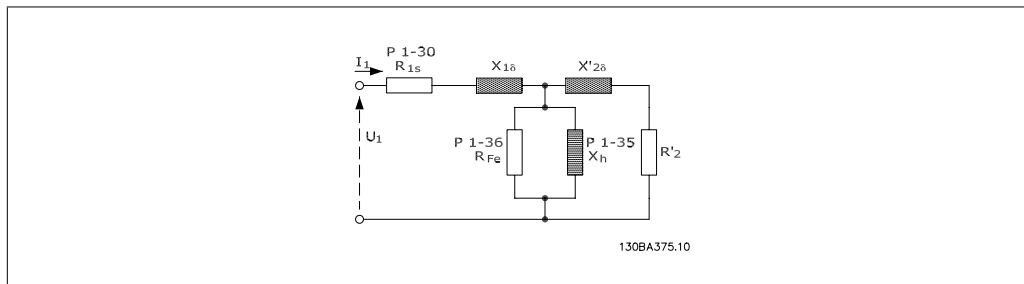 P 1-30
I1
R1s
X1δ
X'2δ
U1
P 1-36
RFe
P 1-35
Xh
R'2
130BA375.10